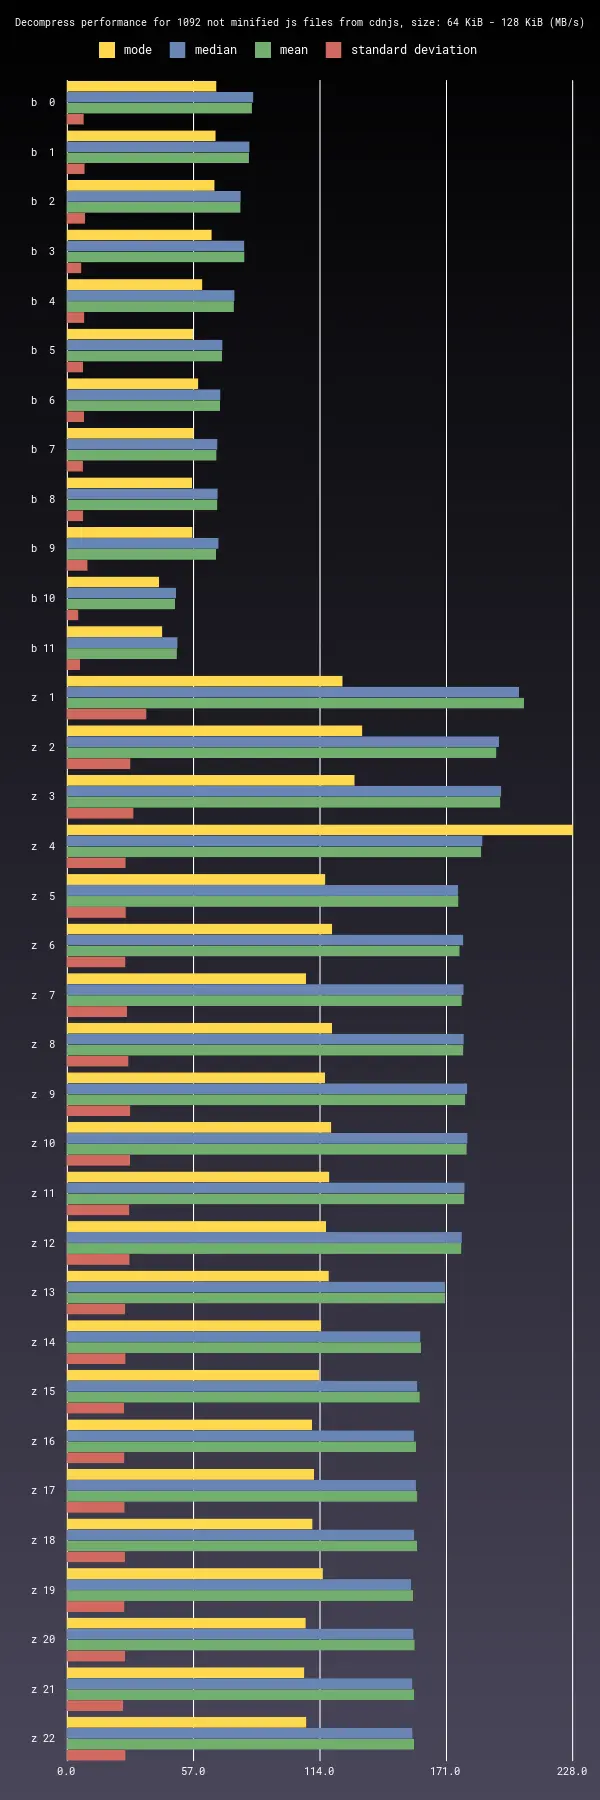 Decompress performance for 1092 not minified js files from cdnjs, size: 64 KiB - 128 KiB (MB/s)
mode median mean standard deviation
b 0
b 1
b 2
b 3
b 4
b 5
b 6
b 7
b 8
b 9
b 10
b 11
z 1
z 2
z 3
z 4
z 5
z 6
z 7
z 8
z 9
z 10
z 11
z 12
z 13
z 14
z 15
z 16
z 17
z 18
z 19
z 20
z 21
z 22
0.0 57.0 114.0 171.0 228.0